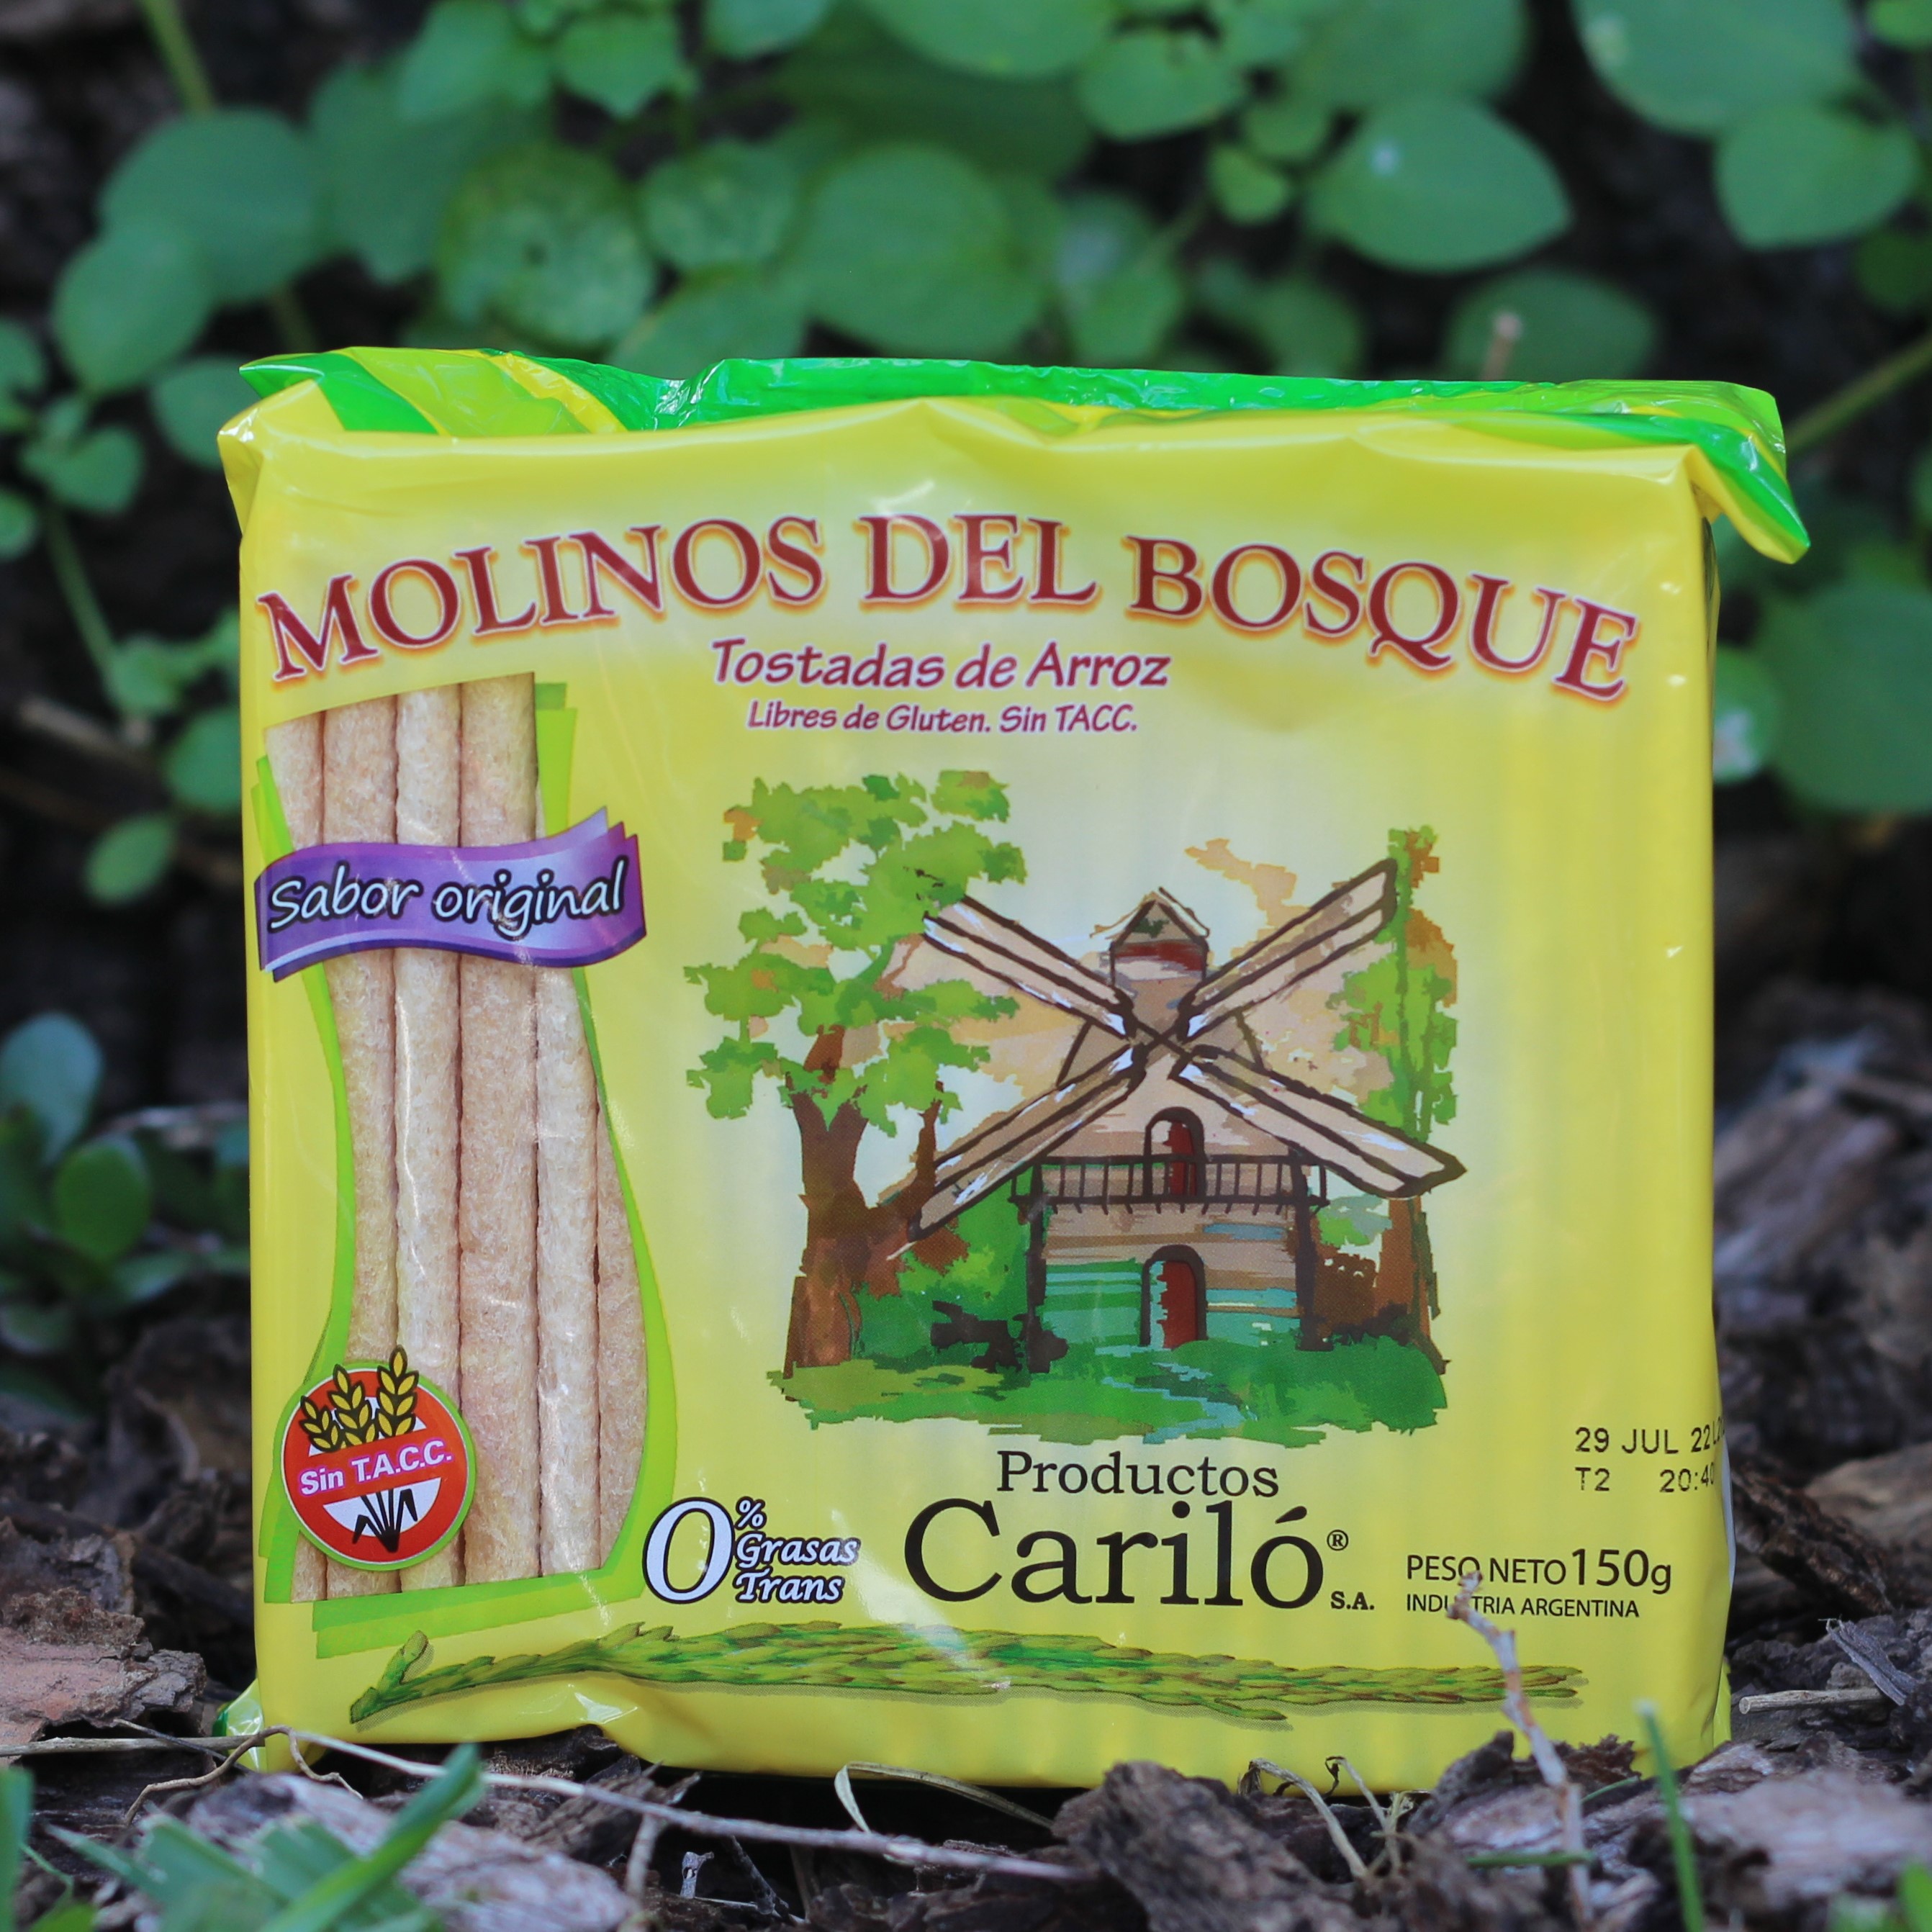 MOLINOS DEL BOSQUE
Tostadas de Arroz
Libres de Gluten. Sin TACC.
Sabor original
Sin T.A.C.C.
0% Grasas Trans
Productos
Cariló® S.A.
29 JUL 22
T2 20:40
PESO NETO 150g
INDUSTRIA ARGENTINA